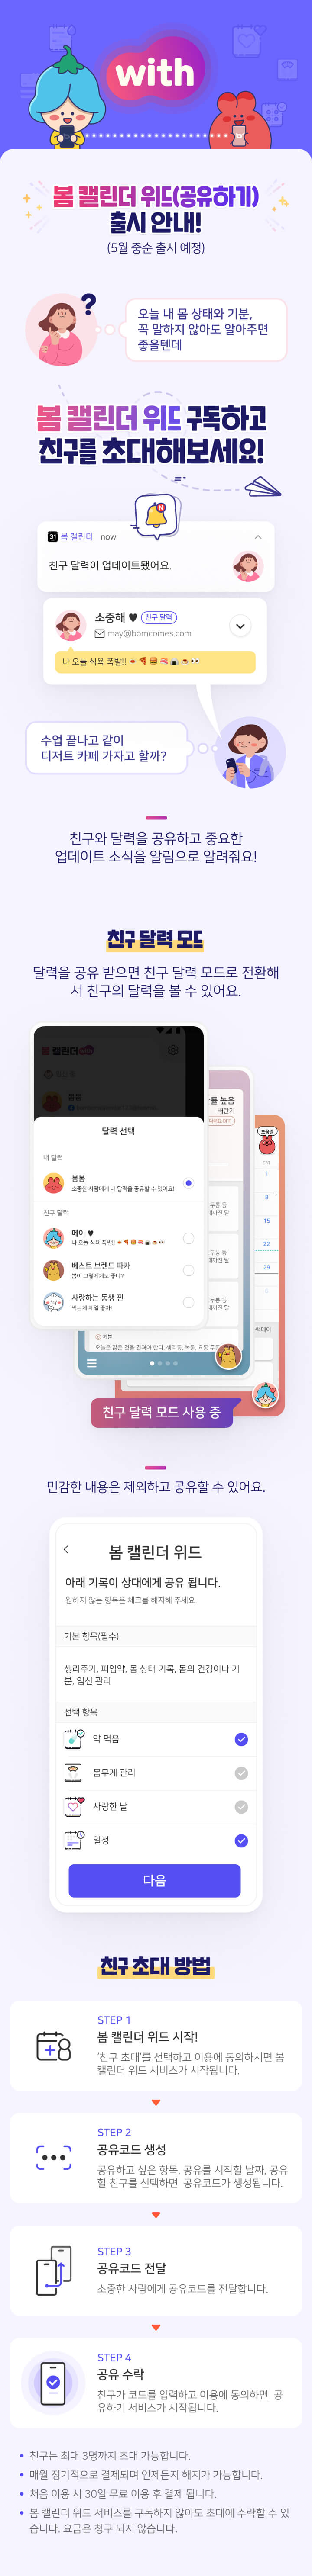 with
봄 캘린더 위드(공유하기)
출시 안내!
(5월 중순 출시 예정)
?
오늘 내 몸 상태와 기분,
꼭 말하지 않아도 알아주면
좋을텐데
봄 캘린더 위드 구독하고
친구를 초대해보세요!
N
31 봄 캘린더 now
친구 달력이 업데이트됐어요.
소중해 ♥ 친구 달력
may@bomcomes.com
나 오늘 식욕 폭발!!
수업 끝나고 같이
디저트 카페 가자고 할까?
친구와 달력을 공유하고 중요한
업데이트 소식을 알림으로 알려줘요!
친구 달력 모드
달력을 공유 받으면 친구 달력 모드로 전환해
서 친구의 달력을 볼 수 있어요.
봄 캘린더
달력 선택
내 달력
봄봄
소중한 사람에게 내 달력을 공유할 수 있어요!
친구 달력
메이 ♥
나 오늘 식욕 폭발!!
베스트 브렌드 파카
봄이 그렇게게도 좋냐?
사랑하는 동생 핀
먹는게 제일 좋아!
률 높음
바란기
도움말
SAT
1
8
15
22
29
기분
백데이
친구 달력 모드 사용 중
민감한 내용은 제외하고 공유할 수 있어요.
봄 캘린더 위드
아래 기록이 상대에게 공유 됩니다.
원하지 않는 항목은 체크를 해지해 주세요.
기본 항목(필수)
생리주기, 피임약, 몸 상태 기록, 몸의 건강이나 기
분, 임신 관리
선택 항목
약 먹음
몸무게 관리
사랑한 날
일정
다음
친구 초대 방법
STEP 1
봄 캘린더 위드 시작!
'친구 초대'를 선택하고 이용에 동의하시면 봄
캘린더 위드 서비스가 시작됩니다.
STEP 2
공유코드 생성
공유하고 싶은 항목, 공유를 시작할 날짜, 공유
할 친구를 선택하면 공유코드가 생성됩니다.
STEP 3
공유코드 전달
소중한 사람에게 공유코드를 전달합니다.
STEP 4
공유 수락
친구가 코드를 입력하고 이용에 동의하면 공
유하기 서비스가 시작됩니다.
• 친구는 최대 3명까지 초대 가능합니다.
• 매월 정기적으로 결제되며 언제든지 해지가 가능합니다.
• 처음 이용 시 30일 무료 이용 후 결제 됩니다.
• 봄 캘린더 위드 서비스를 구독하지 않아도 초대에 수락할 수 있
습니다. 요금은 청구 되지 않습니다.